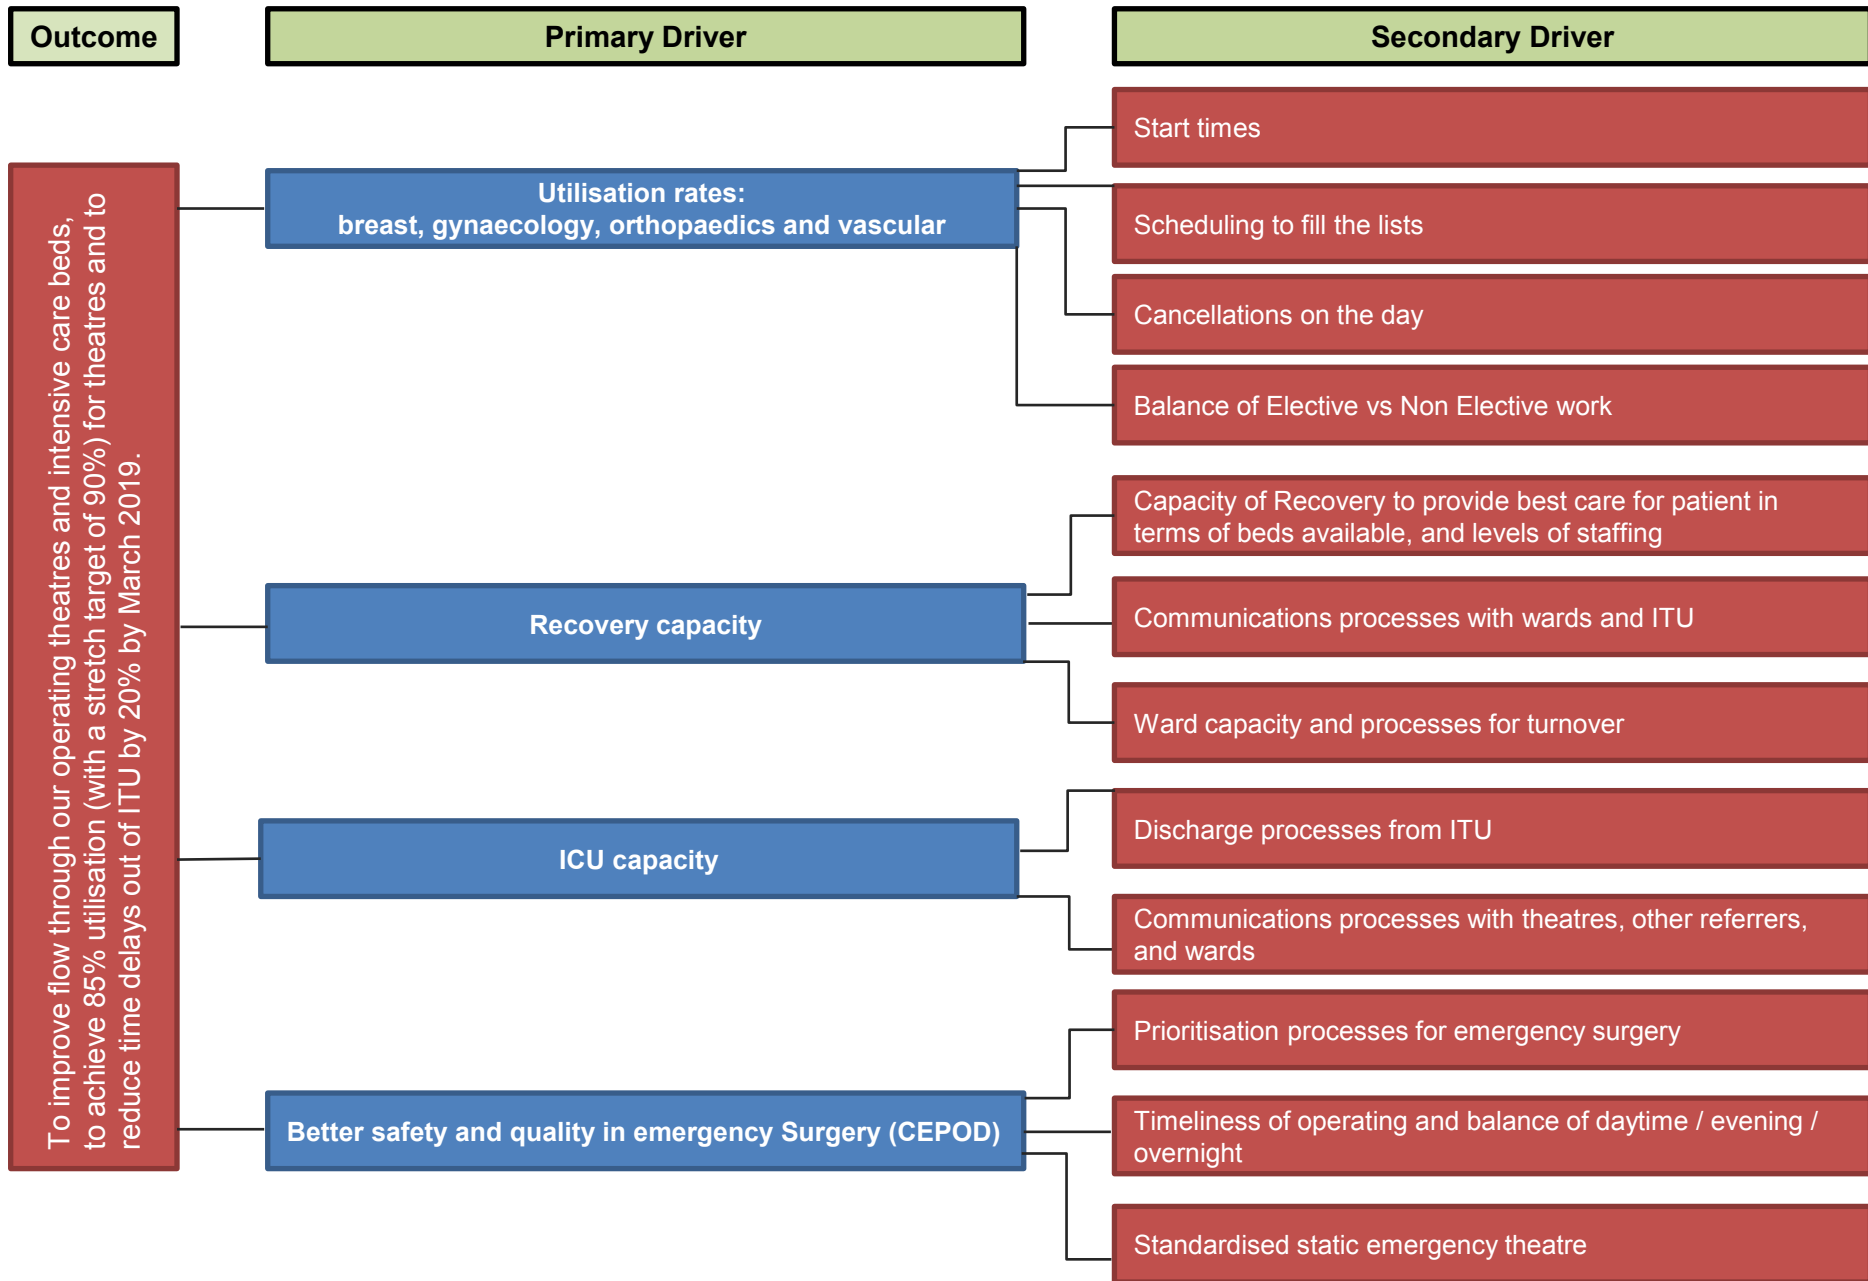 Outcome
Primary Driver
Secondary Driver
To improve flow through our operating theatres and intensive care beds,
to achieve 85% utilisation (with a stretch target of 90%) for theatres and to
reduce time delays out of ITU by 20% by March 2019.
Utilisation rates:
breast, gynaecology, orthopaedics and vascular
Start times
Scheduling to fill the lists
Cancellations on the day
Balance of Elective vs Non Elective work
Recovery capacity
Capacity of Recovery to provide best care for patient in
terms of beds available, and levels of staffing
Communications processes with wards and ITU
Ward capacity and processes for turnover
ICU capacity
Discharge processes from ITU
Communications processes with theatres, other referrers,
and wards
Better safety and quality in emergency Surgery (CEPOD)
Prioritisation processes for emergency surgery
Timeliness of operating and balance of daytime / evening /
overnight
Standardised static emergency theatre